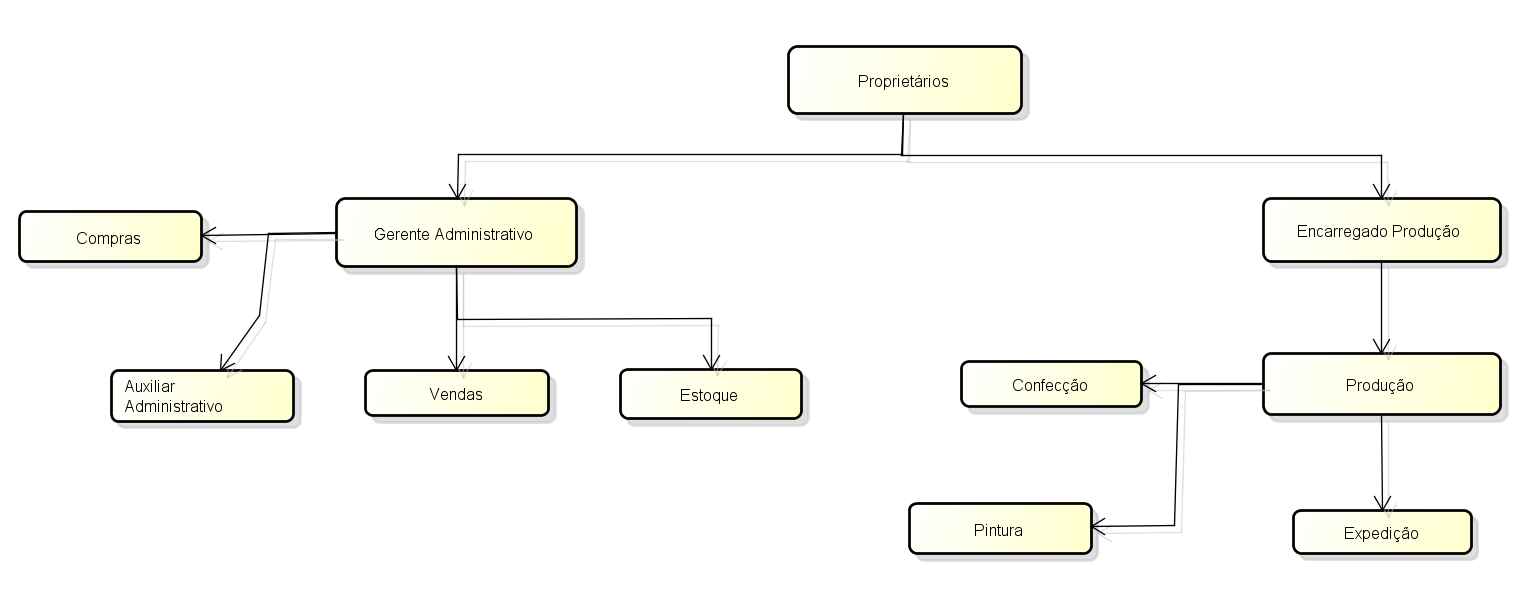 Proprietários
Compras
Gerente Administrativo
Encarregado Produção
Auxiliar
Administrativo
Vendas
Estoque
Confecção
Produção
Pintura
Expedição